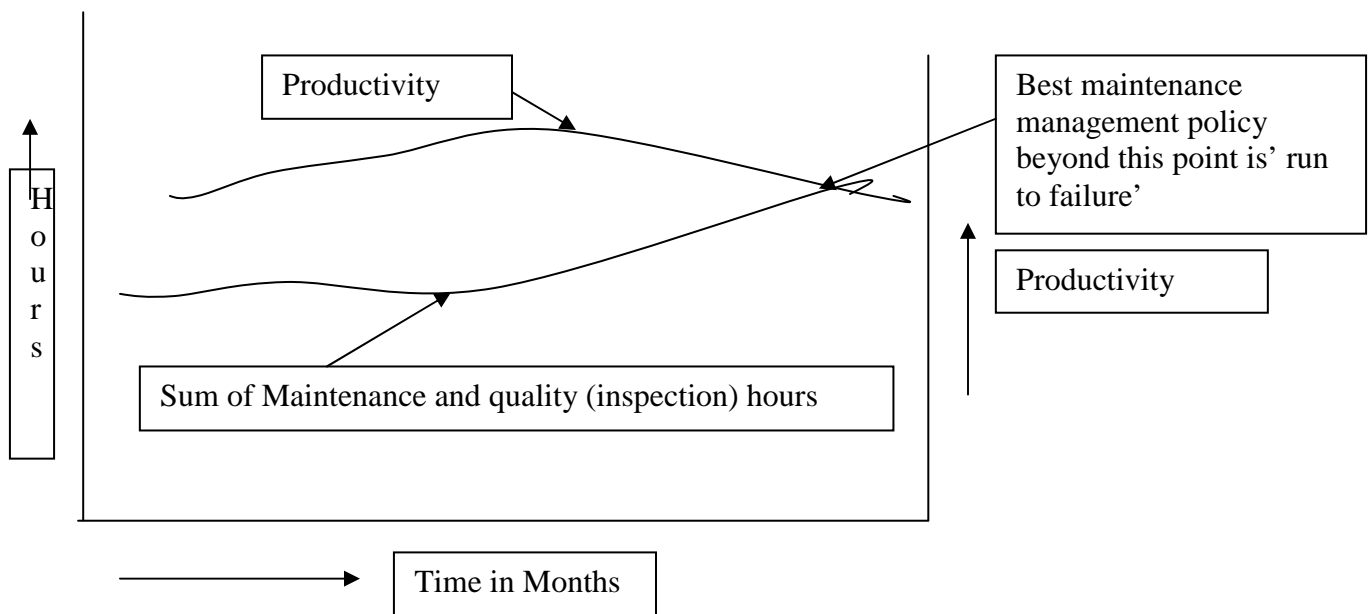 Productivity
Best maintenance
management policy
beyond this point is’ run
to failure’
Hours
Productivity
Sum of Maintenance and quality (inspection) hours
Time in Months